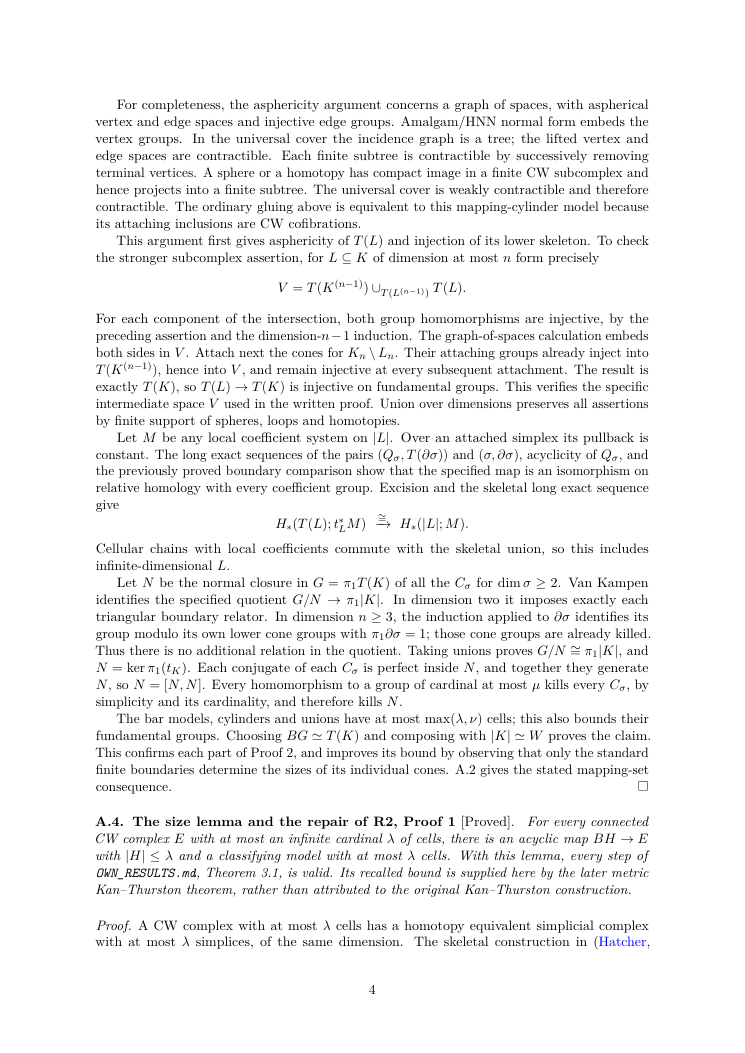 For completeness, the asphericity argument concerns a graph of spaces, with aspherical
vertex and edge spaces and injective edge groups. Amalgam/HNN normal form embeds the
vertex groups. In the universal cover the incidence graph is a tree; the lifted vertex and
edge spaces are contractible. Each finite subtree is contractible by successively removing
terminal vertices. A sphere or a homotopy has compact image in a finite CW subcomplex and
hence projects into a finite subtree. The universal cover is weakly contractible and therefore
contractible. The ordinary gluing above is equivalent to this mapping-cylinder model because
its attaching inclusions are CW cofibrations.
This argument first gives asphericity of T(L) and injection of its lower skeleton. To check
the stronger subcomplex assertion, for L ⊆ K of dimension at most n form precisely
V = T(K⁽ⁿ⁻¹⁾) ∪_{T(L⁽ⁿ⁻¹⁾)} T(L).
For each component of the intersection, both group homomorphisms are injective, by the
preceding assertion and the dimension-n − 1 induction. The graph-of-spaces calculation embeds
both sides in V. Attach next the cones for Kₙ \ Lₙ. Their attaching groups already inject into
T(K⁽ⁿ⁻¹⁾), hence into V, and remain injective at every subsequent attachment. The result is
exactly T(K), so T(L) → T(K) is injective on fundamental groups. This verifies the specific
intermediate space V used in the written proof. Union over dimensions preserves all assertions
by finite support of spheres, loops and homotopies.
Let M be any local coefficient system on |L|. Over an attached simplex its pullback is
constant. The long exact sequences of the pairs (Q_σ, T(∂σ)) and (σ, ∂σ), acyclicity of Q_σ, and
the previously proved boundary comparison show that the specified map is an isomorphism on
relative homology with every coefficient group. Excision and the skeletal long exact sequence
give
H_*(T(L); t_L^* M) ≅→ H_*(|L|; M).
Cellular chains with local coefficients commute with the skeletal union, so this includes
infinite-dimensional L.
Let N be the normal closure in G = π₁T(K) of all the C_σ for dim σ ≥ 2. Van Kampen
identifies the specified quotient G/N → π₁|K|. In dimension two it imposes exactly each
triangular boundary relator. In dimension n ≥ 3, the induction applied to ∂σ identifies its
group modulo its own lower cone groups with π₁∂σ = 1; those cone groups are already killed.
Thus there is no additional relation in the quotient. Taking unions proves G/N ≅ π₁|K|, and
N = ker π₁(t_K). Each conjugate of each C_σ is perfect inside N, and together they generate
N, so N = [N, N]. Every homomorphism to a group of cardinal at most μ kills every C_σ, by
simplicity and its cardinality, and therefore kills N.
The bar models, cylinders and unions have at most max(λ, ν) cells; this also bounds their
fundamental groups. Choosing BG ≃ T(K) and composing with |K| ≃ W proves the claim.
This confirms each part of Proof 2, and improves its bound by observing that only the standard
finite boundaries determine the sizes of its individual cones. A.2 gives the stated mapping-set
consequence. □
A.4. The size lemma and the repair of R2, Proof 1 [Proved]. For every connected
CW complex E with at most an infinite cardinal λ of cells, there is an acyclic map BH → E
with |H| ≤ λ and a classifying model with at most λ cells. With this lemma, every step of
OWN_RESULTS.md, Theorem 3.1, is valid. Its recalled bound is supplied here by the later metric
Kan–Thurston theorem, rather than attributed to the original Kan–Thurston construction.
Proof. A CW complex with at most λ cells has a homotopy equivalent simplicial complex
with at most λ simplices, of the same dimension. The skeletal construction in (Hatcher,
4